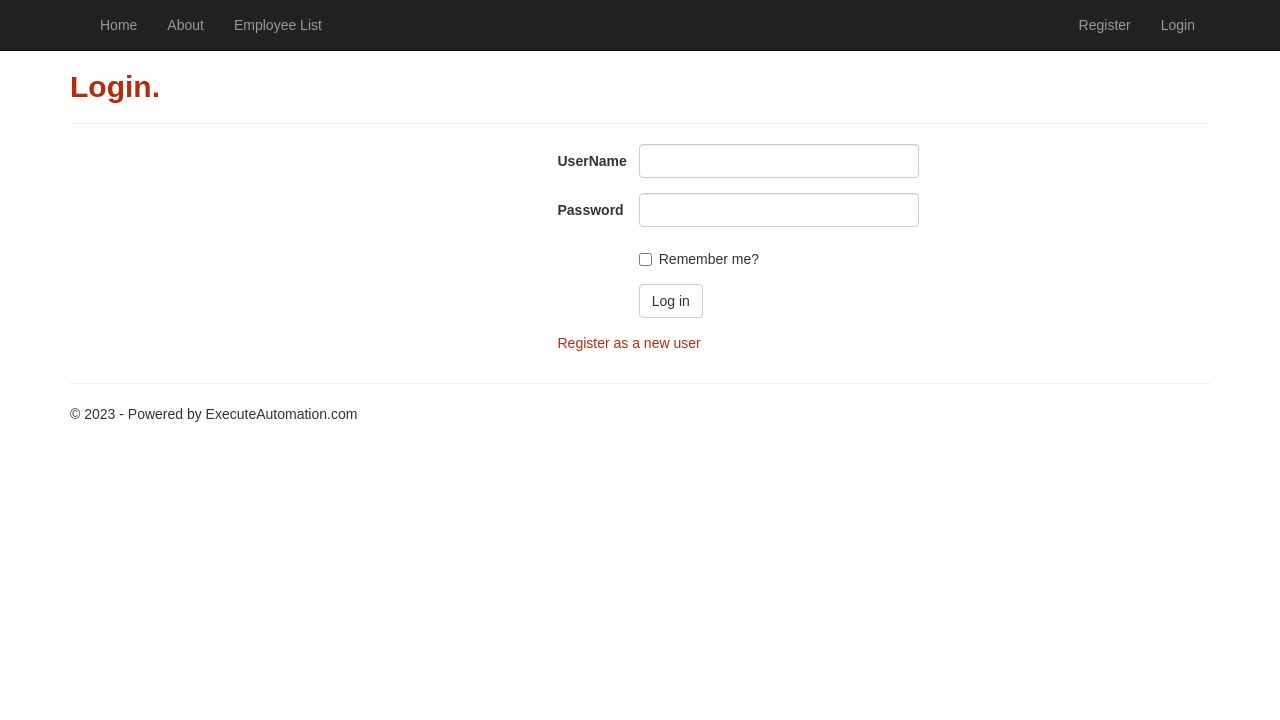 Home About Employee List Register Login
Login.
UserName
Password
Remember me?
Log in
Register as a new user
© 2023 - Powered by ExecuteAutomation.com